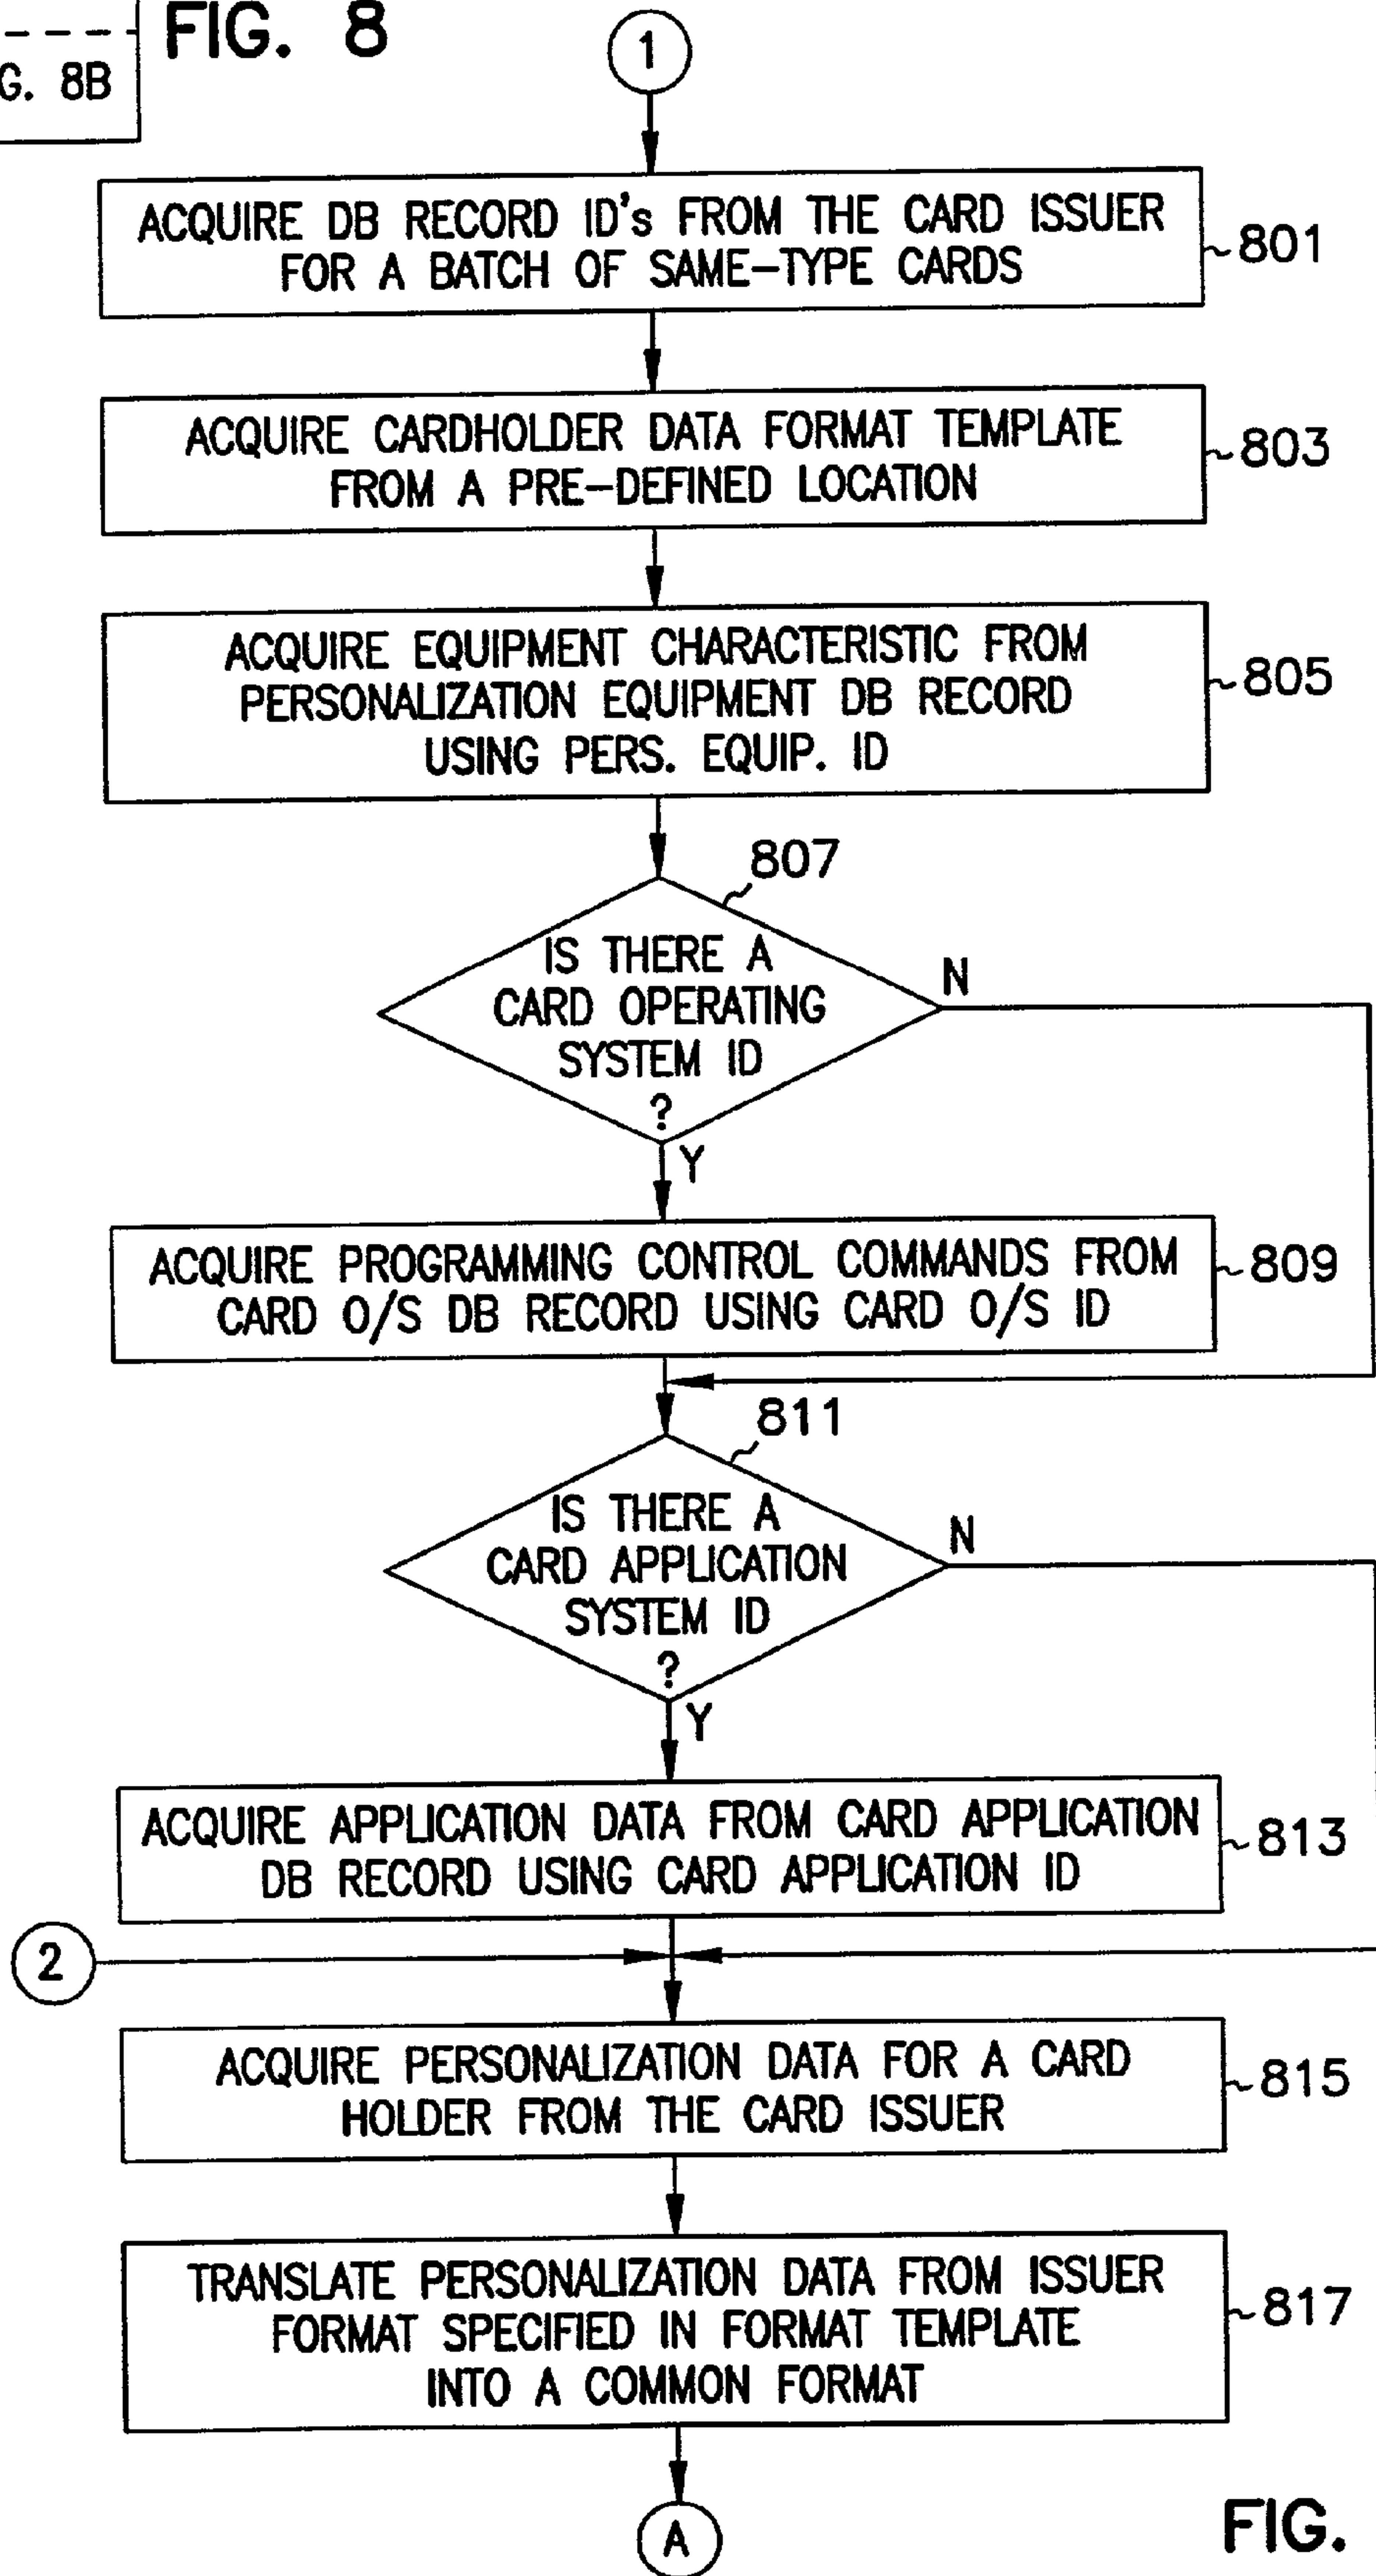 FIG. 8
G. 8B
1
ACQUIRE DB RECORD ID's FROM THE CARD ISSUER
FOR A BATCH OF SAME-TYPE CARDS
801
ACQUIRE CARDHOLDER DATA FORMAT TEMPLATE
FROM A PRE-DEFINED LOCATION
803
ACQUIRE EQUIPMENT CHARACTERISTIC FROM
PERSONALIZATION EQUIPMENT DB RECORD
USING PERS. EQUIP. ID
805
807
IS THERE A
CARD OPERATING
SYSTEM ID
?
N
Y
ACQUIRE PROGRAMMING CONTROL COMMANDS FROM
CARD O/S DB RECORD USING CARD O/S ID
809
811
IS THERE A
CARD APPLICATION
SYSTEM ID
?
N
Y
ACQUIRE APPLICATION DATA FROM CARD APPLICATION
DB RECORD USING CARD APPLICATION ID
813
2
ACQUIRE PERSONALIZATION DATA FOR A CARD
HOLDER FROM THE CARD ISSUER
815
TRANSLATE PERSONALIZATION DATA FROM ISSUER
FORMAT SPECIFIED IN FORMAT TEMPLATE
INTO A COMMON FORMAT
817
A
FIG.